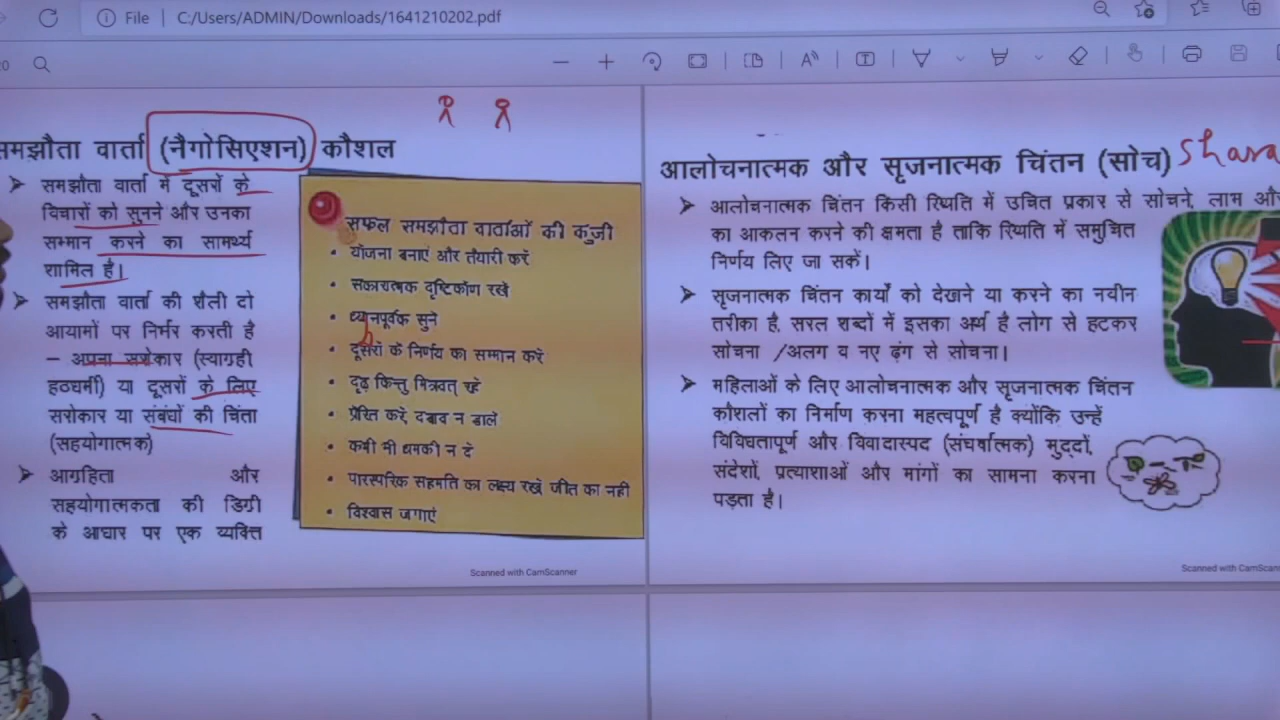 File
C:/Users/ADMIN/Downloads/1641210202.pdf
समझौता वार्ता (नैगोसिएशन) कौशल
समझौता वार्ता में दूसरों के
विचारों को सुनने और उनका
सम्मान करने का सामर्थ्य
शामिल है।
समझौता वार्ता की शैली दो
आयामों पर निर्भर करती है
– अपना सरोकार (स्याग्रही
हठधर्मी) या दूसरों के लिए
सरोकार या संबंधों की चिंता
(सहयोगात्मक)
आग्रहिता और
सहयोगात्मकता की डिग्री
के आधार पर एक व्यक्ति
सफल समझौता वार्ताओं की कुंजी
• योजना बनाएं और तैयारी करें
• सकारात्मक दृष्टिकोण रखें
• ध्यानपूर्वक सुनें
• दूसरों के निर्णय का सम्मान करें
• दृढ़ किन्तु मित्रवत् रहें
• प्रेरित करें, दबाव न डालें
• कभी भी धमकी न दें
• पारस्परिक सहमति का लक्ष्य रखें जीत का नहीं
• विश्वास जगाएं
Scanned with CamScanner
आलोचनात्मक और सृजनात्मक चिंतन (सोच)
आलोचनात्मक चिंतन किसी स्थिति में उचित प्रकार से सोचने, लाभ और
का आकलन करने की क्षमता है ताकि स्थिति में समुचित
निर्णय लिए जा सकें।
सृजनात्मक चिंतन कार्यों को देखने या करने का नवीन
तरीका है, सरल शब्दों में इसका अर्थ है लोग से हटकर
सोचना /अलग व नए ढ़ंग से सोचना।
महिलाओं के लिए आलोचनात्मक और सृजनात्मक चिंतन
कौशलों का निर्माण करना महत्वपूर्ण है क्योंकि उन्हें
विविधतापूर्ण और विवादास्पद (संघर्षात्मक) मुद्दों,
संदेशों, प्रत्याशाओं और मांगों का सामना करना
पड़ता है।
Scanned with CamScan